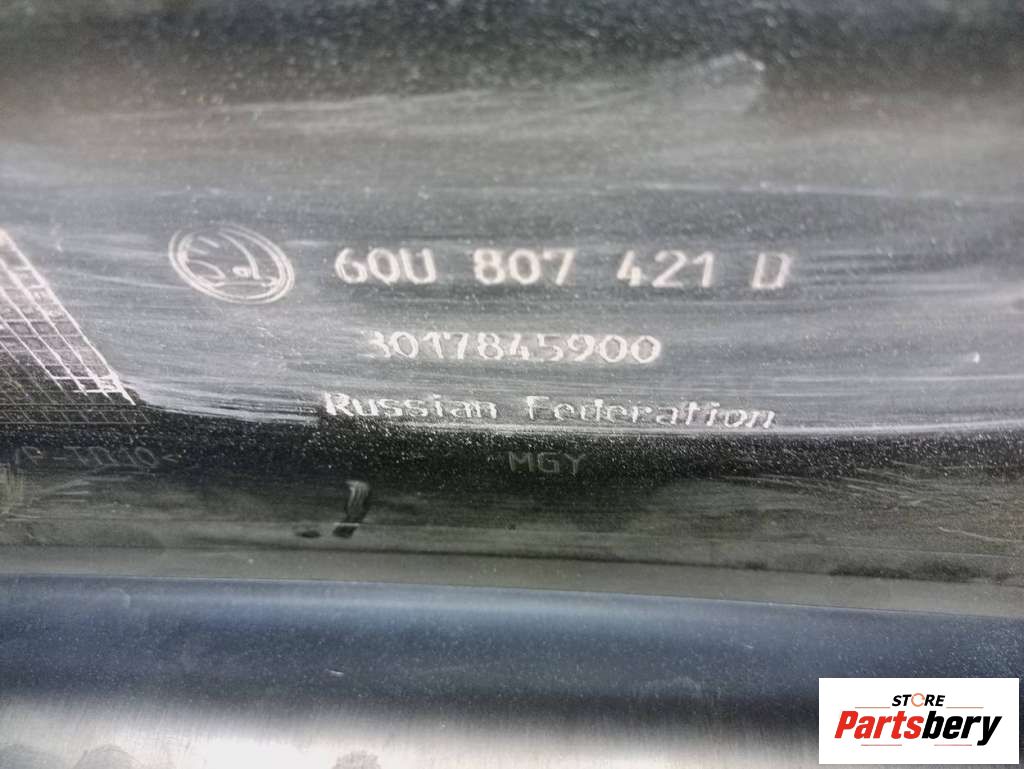 60U 807 421 D
3017845900
Russian Federation
MGY
STORE
Partsbery